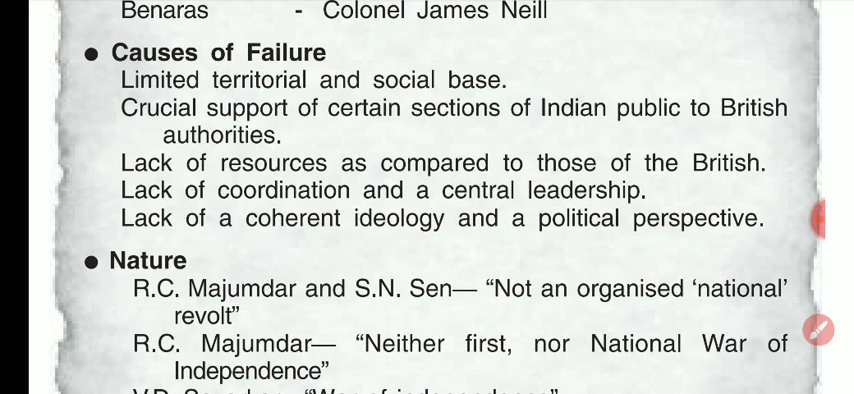 Benaras - Colonel James Neill
● Causes of Failure
Limited territorial and social base.
Crucial support of certain sections of Indian public to British
authorities.
Lack of resources as compared to those of the British.
Lack of coordination and a central leadership.
Lack of a coherent ideology and a political perspective.
● Nature
R.C. Majumdar and S.N. Sen— “Not an organised ‘national’
revolt”
R.C. Majumdar— “Neither first, nor National War of
Independence”